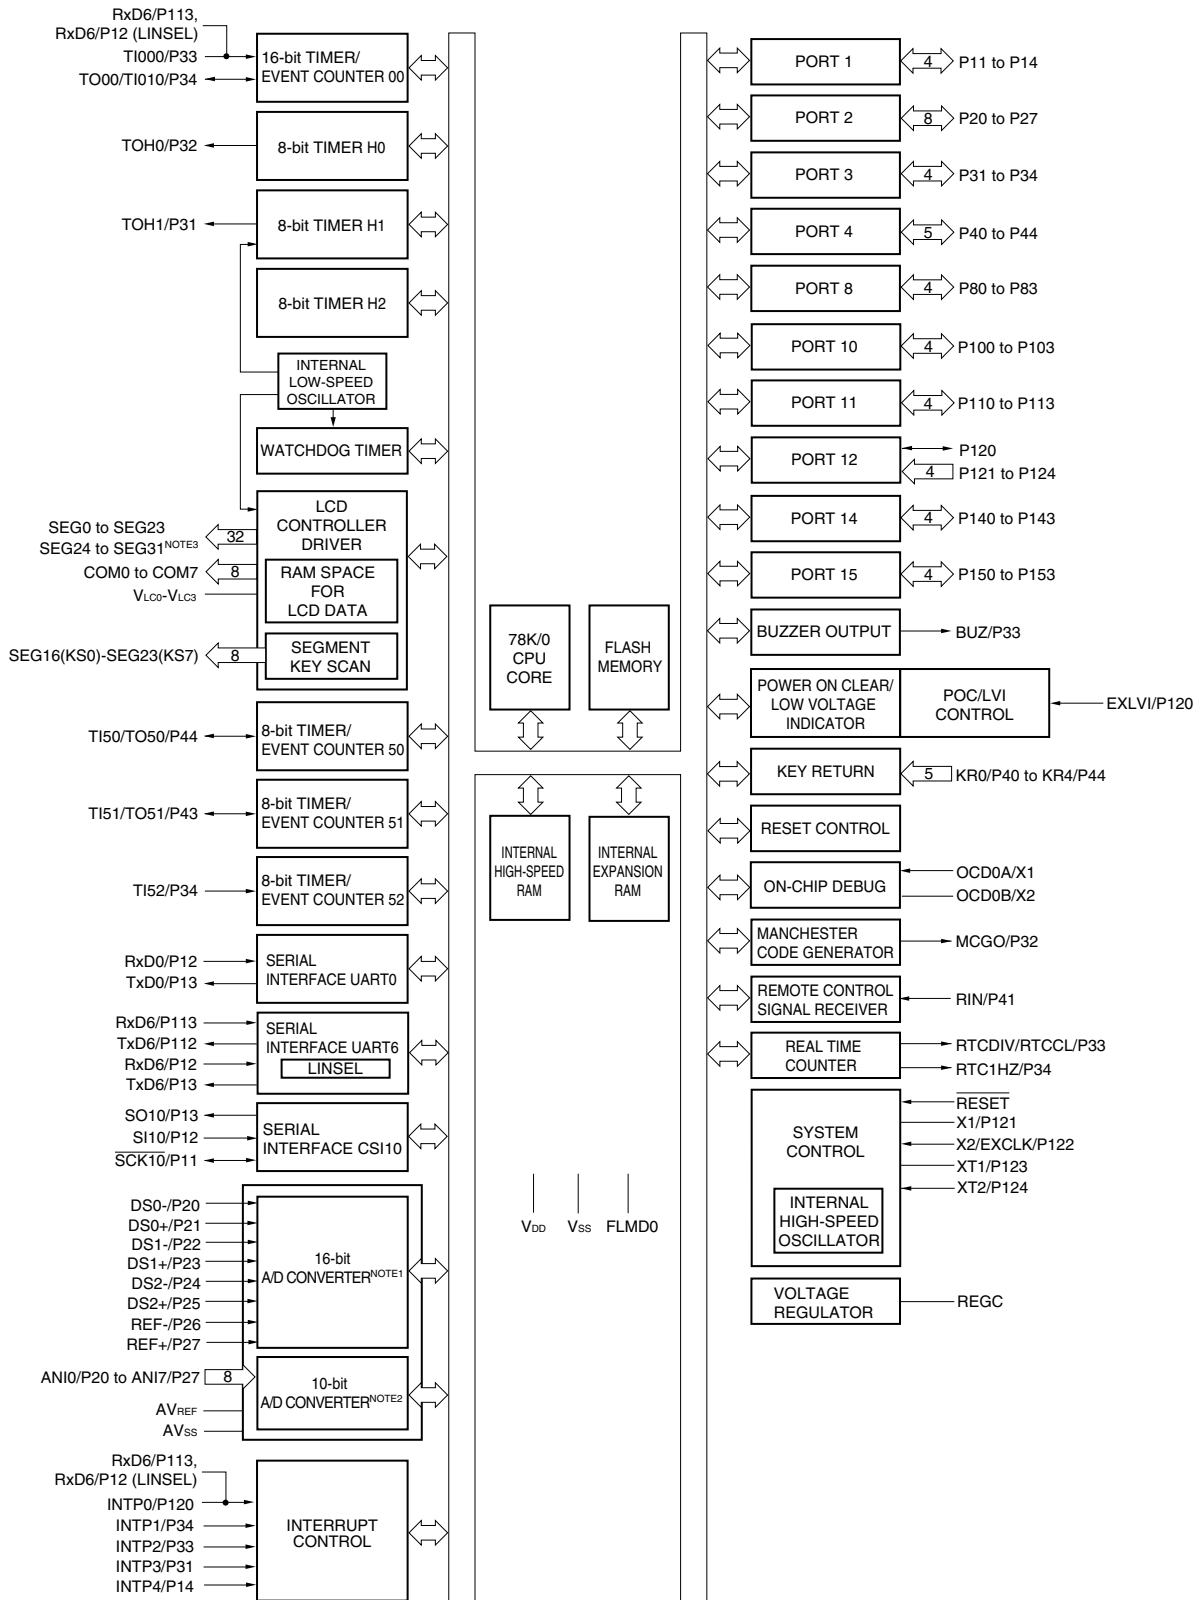 RxD6/P113,
RxD6/P12 (LINSEL)
TI000/P33
TO00/TI010/P34
16-bit TIMER/
EVENT COUNTER 00
TOH0/P32
8-bit TIMER H0
TOH1/P31
8-bit TIMER H1
8-bit TIMER H2
INTERNAL
LOW-SPEED
OSCILLATOR
WATCHDOG TIMER
SEG0 to SEG23
SEG24 to SEG31NOTE3
32
COM0 to COM7
8
VLC0-VLC3
LCD
CONTROLLER
DRIVER
RAM SPACE
FOR
LCD DATA
SEG16(KS0)-SEG23(KS7)
8
SEGMENT
KEY SCAN
TI50/TO50/P44
8-bit TIMER/
EVENT COUNTER 50
TI51/TO51/P43
8-bit TIMER/
EVENT COUNTER 51
TI52/P34
8-bit TIMER/
EVENT COUNTER 52
RxD0/P12
TxD0/P13
SERIAL
INTERFACE UART0
RxD6/P113
TxD6/P112
RxD6/P12
TxD6/P13
SERIAL
INTERFACE UART6
LINSEL
SO10/P13
SI10/P12
SCK10/P11
SERIAL
INTERFACE CSI10
DS0-/P20
DS0+/P21
DS1-/P22
DS1+/P23
DS2-/P24
DS2+/P25
REF-/P26
REF+/P27
16-bit
A/D CONVERTERNOTE1
ANI0/P20 to ANI7/P27
8
AVREF
AVSS
10-bit
A/D CONVERTERNOTE2
RxD6/P113,
RxD6/P12 (LINSEL)
INTP0/P120
INTP1/P34
INTP2/P33
INTP3/P31
INTP4/P14
INTERRUPT
CONTROL
78K/0
CPU
CORE
FLASH
MEMORY
INTERNAL
HIGH-SPEED
RAM
INTERNAL
EXPANSION
RAM
VDD
VSS
FLMD0
PORT 1
4
P11 to P14
PORT 2
8
P20 to P27
PORT 3
4
P31 to P34
PORT 4
5
P40 to P44
PORT 8
4
P80 to P83
PORT 10
4
P100 to P103
PORT 11
4
P110 to P113
PORT 12
P120
4
P121 to P124
PORT 14
4
P140 to P143
PORT 15
4
P150 to P153
BUZZER OUTPUT
BUZ/P33
POWER ON CLEAR/
LOW VOLTAGE
INDICATOR
POC/LVI
CONTROL
EXLVI/P120
KEY RETURN
5
KR0/P40 to KR4/P44
RESET CONTROL
ON-CHIP DEBUG
OCD0A/X1
OCD0B/X2
MANCHESTER
CODE GENERATOR
MCGO/P32
REMOTE CONTROL
SIGNAL RECEIVER
RIN/P41
REAL TIME
COUNTER
RTCDIV/RTCCL/P33
RTC1HZ/P34
SYSTEM
CONTROL
INTERNAL
HIGH-SPEED
OSCILLATOR
RESET
X1/P121
X2/EXCLK/P122
XT1/P123
XT2/P124
VOLTAGE
REGULATOR
REGC